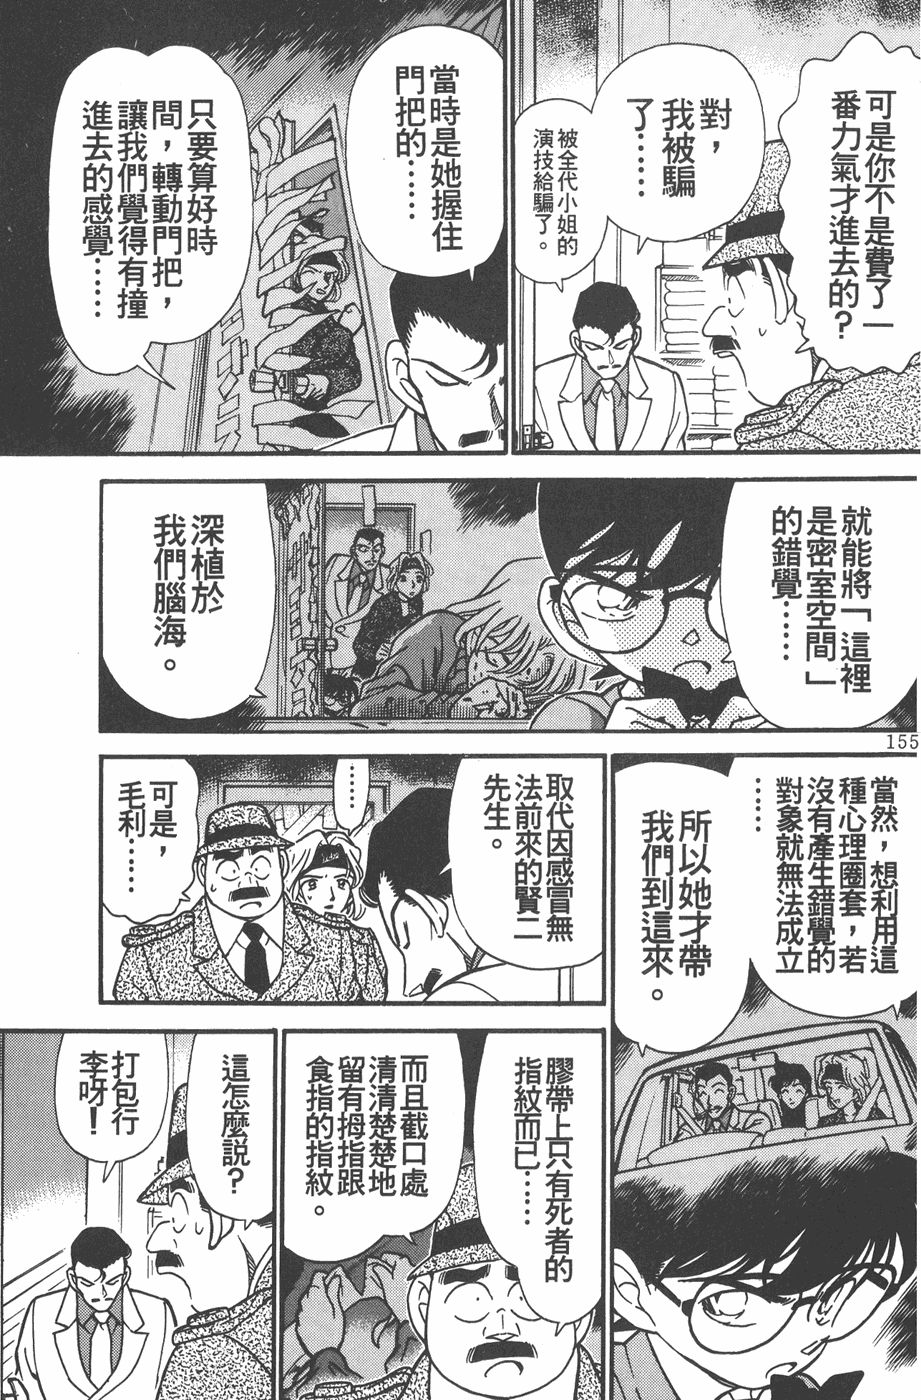 可是你不是費了一
番力氣才進去的？
對，
我被騙
了……
被全代小姐的
演技給騙了。
當時是她握住
門把的……
只要算好時
間，轉動門把，
讓我們覺得有撞
進去的感覺……
就能將「這裡
是密室空間」
的錯覺……
深植於
我們腦海。
155
當然，想利用這
種心理圈套，若
沒有產生錯覺的
對象就無法成立
……
所以她才帶
我們到這來
。
取代因感冒無
法前來的賢二
先生。
……
可是，
毛利……
膠帶上只有死者的
指紋而已……
而且截口處
清清楚楚地
留有拇指跟
食指的指紋
。
這怎麼說？
打包行
李呀！